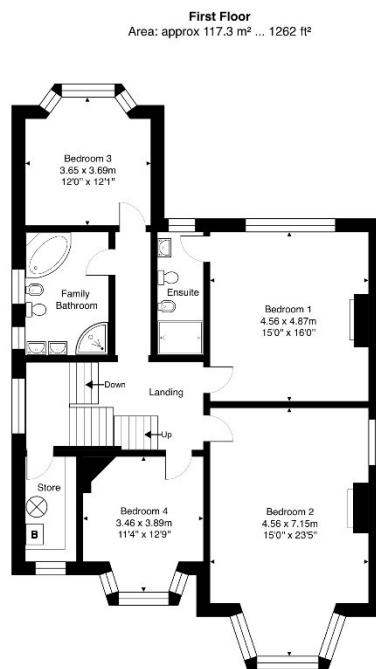 First Floor
Area: approx 117.3 m² ... 1262 ft²
Bedroom 3
3.65 x 3.69m
12'0" x 12'1"
Family
Bathroom
Ensuite
Bedroom 1
4.56 x 4.87m
15'0" x 16'0"
Down
Landing
Up
Store
B
Bedroom 4
3.46 x 3.89m
11'4" x 12'9"
Bedroom 2
4.56 x 7.15m
15'0" x 23'5"